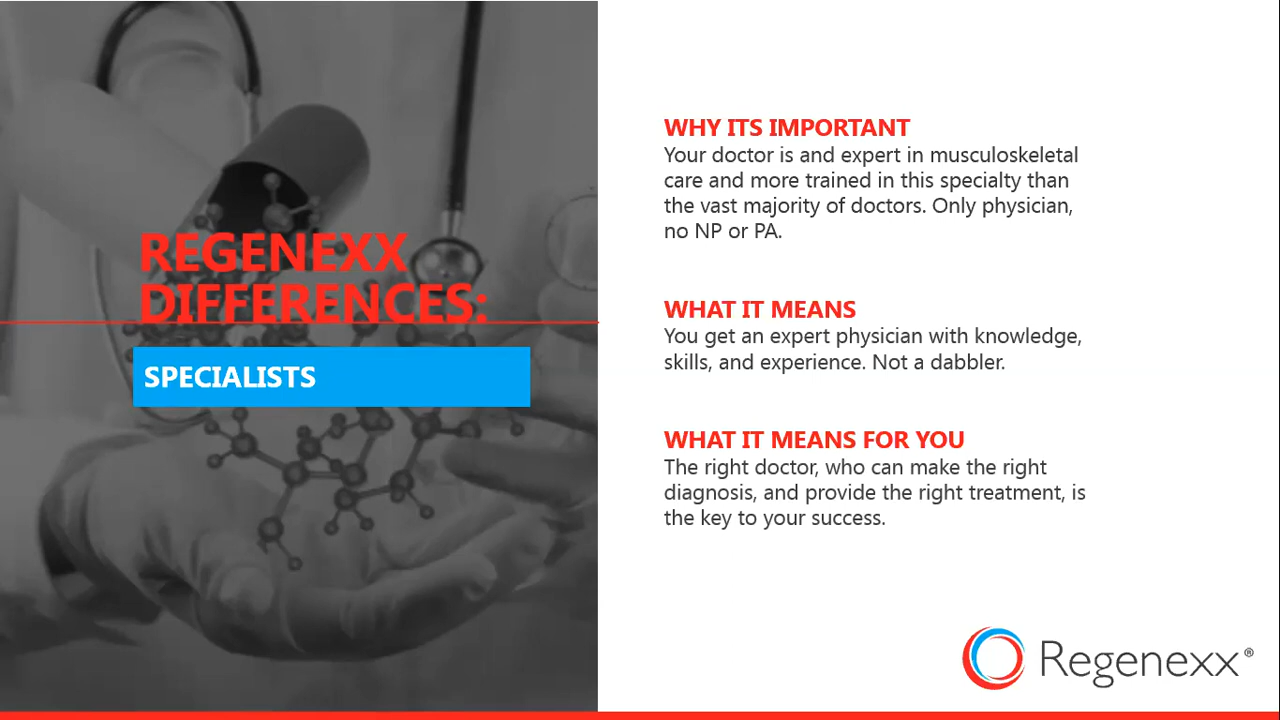 REGENEXX
DIFFERENCES:
SPECIALISTS
WHY ITS IMPORTANT
Your doctor is and expert in musculoskeletal
care and more trained in this specialty than
the vast majority of doctors. Only physician,
no NP or PA.
WHAT IT MEANS
You get an expert physician with knowledge,
skills, and experience. Not a dabbler.
WHAT IT MEANS FOR YOU
The right doctor, who can make the right
diagnosis, and provide the right treatment, is
the key to your success.
Regenexx®